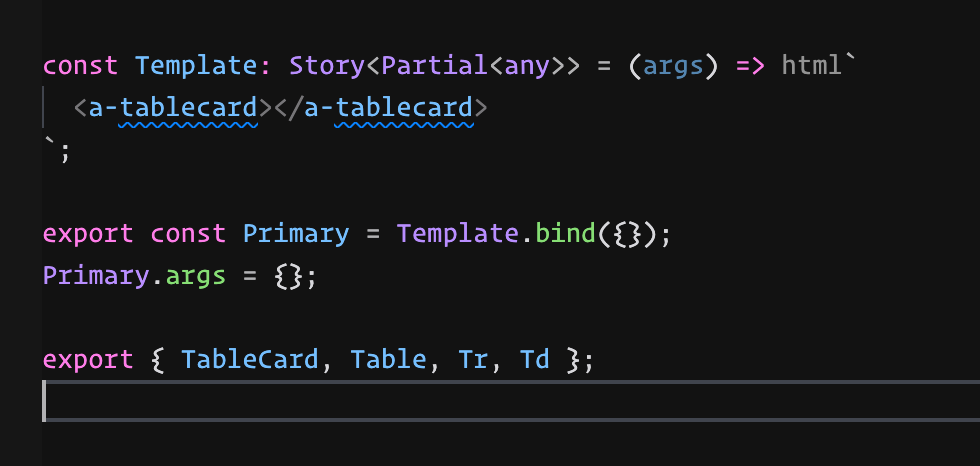 const Template: Story<Partial<any>> = (args) => html`
<a-tablecard></a-tablecard>
`;
export const Primary = Template.bind({});
Primary.args = {};
export { TableCard, Table, Tr, Td };